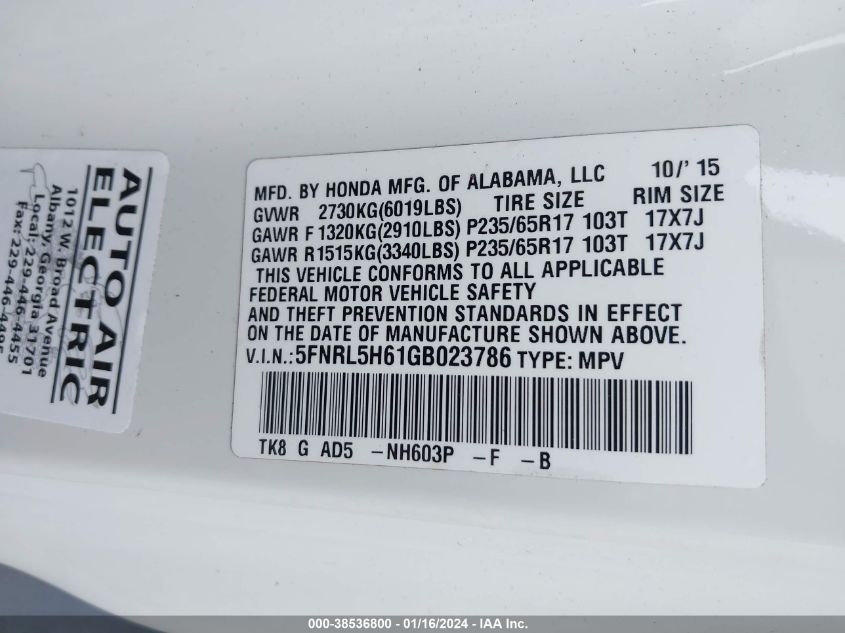 AUTO AIR
ELECTRIC
1012 W. Broad Avenue
Albany, Georgia 31701
Local: 229-446-4455
Fax: 229-446-4495
MFD. BY HONDA MFG. OF ALABAMA, LLC 10/' 15
GVWR 2730KG(6019LBS) TIRE SIZE RIM SIZE
GAWR F 1320KG(2910LBS) P235/65R17 103T 17X7J
GAWR R1515KG(3340LBS) P235/65R17 103T 17X7J
THIS VEHICLE CONFORMS TO ALL APPLICABLE
FEDERAL MOTOR VEHICLE SAFETY
AND THEFT PREVENTION STANDARDS IN EFFECT
ON THE DATE OF MANUFACTURE SHOWN ABOVE.
V.I.N.: 5FNRL5H61GB023786 TYPE: MPV
TK8 G AD5 -NH603P -F -B
000-38536800 - 01/16/2024 - IAA Inc.